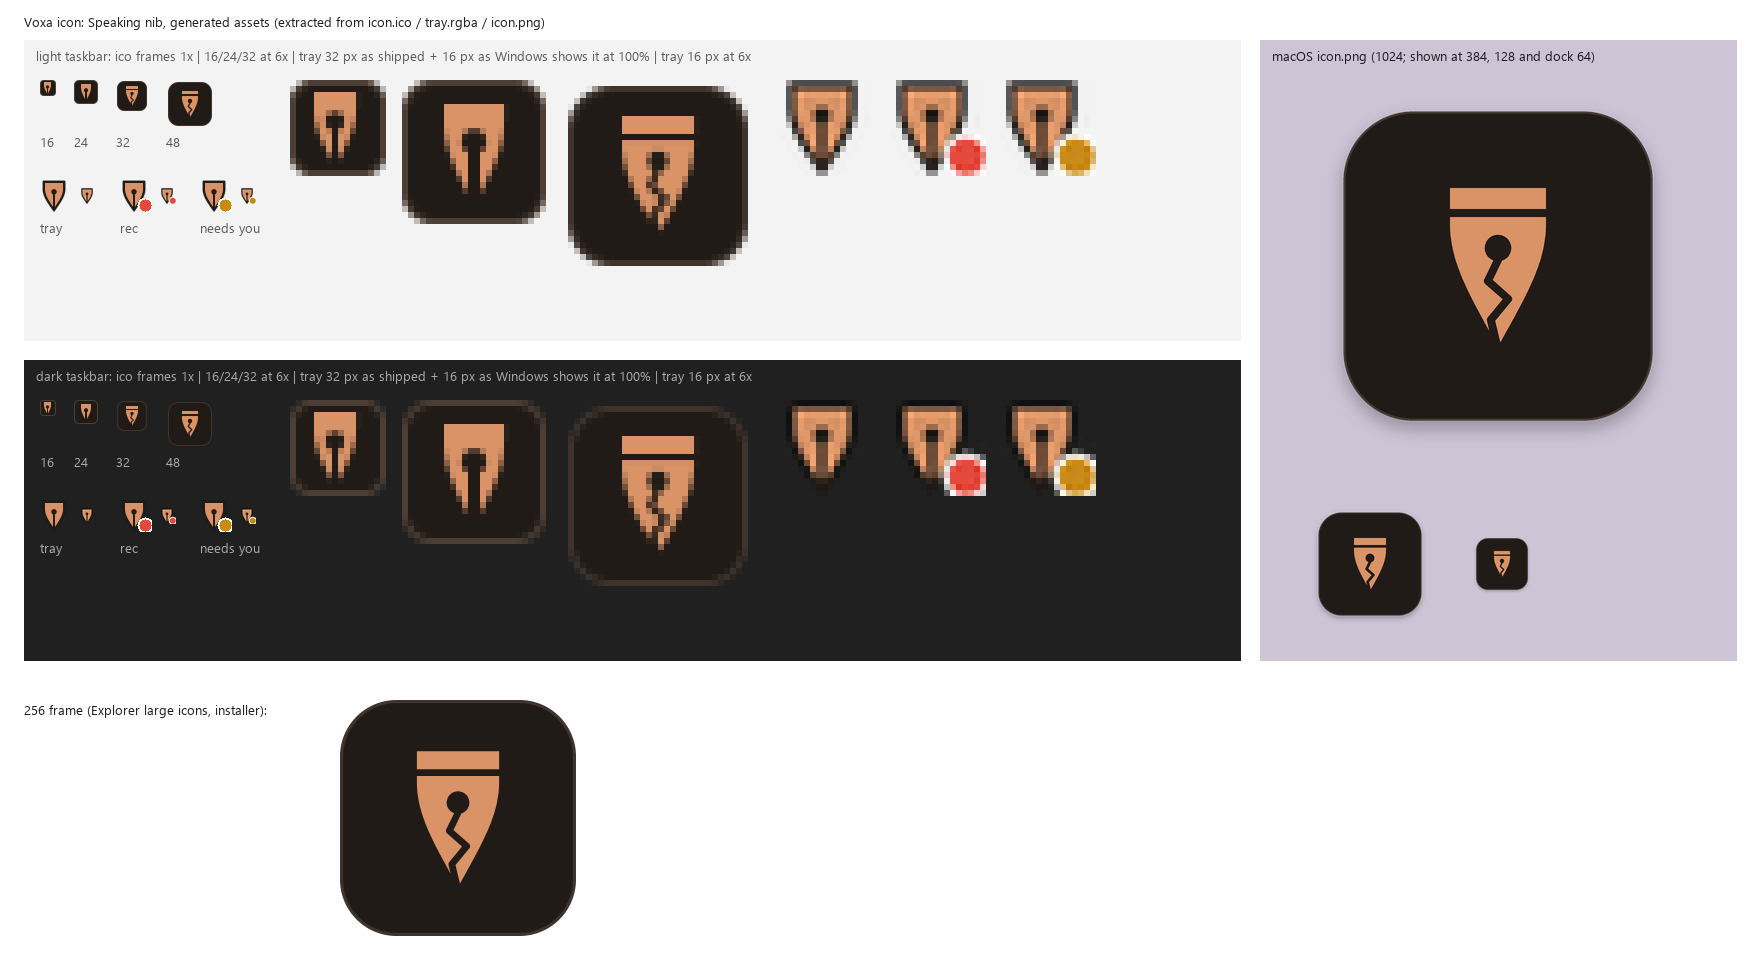 Voxa icon: Speaking nib, generated assets (extracted from icon.ico / tray.rgba / icon.png)
light taskbar: ico frames 1x | 16/24/32 at 6x | tray 32 px as shipped + 16 px as Windows shows it at 100% | tray 16 px at 6x
16 24 32 48
tray rec needs you
dark taskbar: ico frames 1x | 16/24/32 at 6x | tray 32 px as shipped + 16 px as Windows shows it at 100% | tray 16 px at 6x
16 24 32 48
tray rec needs you
macOS icon.png (1024; shown at 384, 128 and dock 64)
256 frame (Explorer large icons, installer):